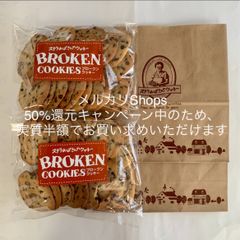 ステラおばさんのクッキー
BROKEN
COOKIES ブロークンクッキー
メルカリShops
50%還元キャンペーン中のため、
実質半額でお買い求めいただけます
ステラおばさんのクッキー
BROKEN
COOKIES ブロークンクッキー